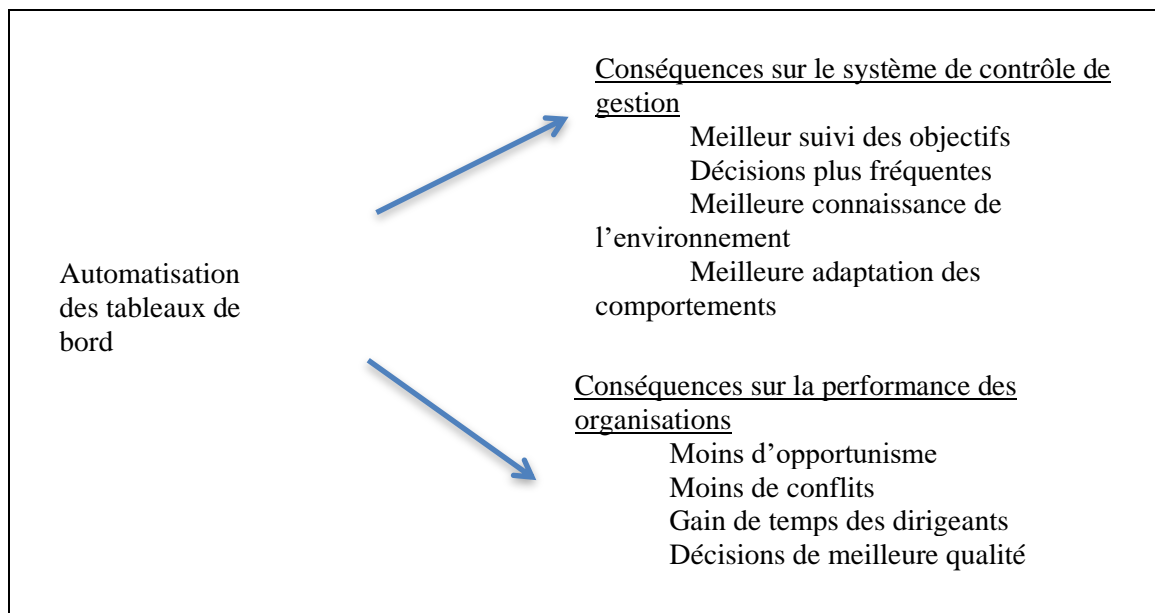 Automatisation
des tableaux de
bord
Conséquences sur le système de contrôle de
gestion
Meilleur suivi des objectifs
Décisions plus fréquentes
Meilleure connaissance de
l’environnement
Meilleure adaptation des
comportements
Conséquences sur la performance des
organisations
Moins d’opportunisme
Moins de conflits
Gain de temps des dirigeants
Décisions de meilleure qualité